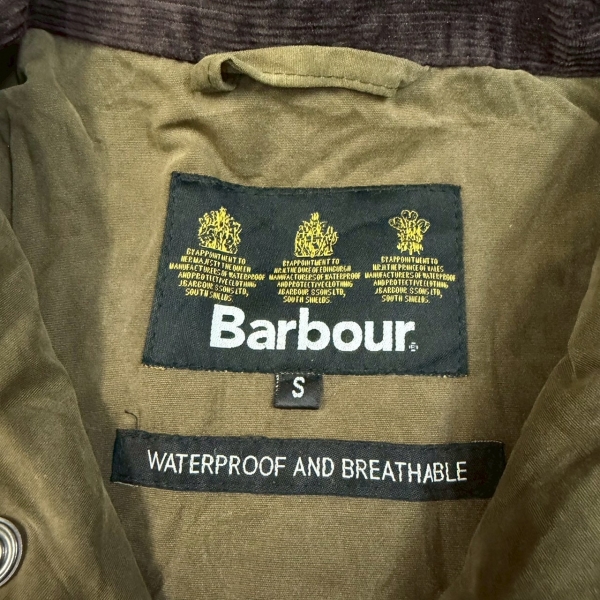 BY APPOINTMENT TO
HER MAJESTY THE QUEEN
MANUFACTURERS OF WATERPROOF
AND PROTECTIVE CLOTHING
J.BARBOUR & SONS LTD,
SOUTH SHIELDS.
BY APPOINTMENT TO
H.R.H. THE DUKE OF EDINBURGH
MANUFACTURERS OF WATERPROOF
AND PROTECTIVE CLOTHING
J.BARBOUR & SONS LTD,
SOUTH SHIELDS.
BY APPOINTMENT TO
H.R.H. THE PRINCE OF WALES
MANUFACTURERS OF WATERPROOF
AND PROTECTIVE CLOTHING
J.BARBOUR & SONS LTD,
SOUTH SHIELDS.
Barbour
S
WATERPROOF AND BREATHABLE